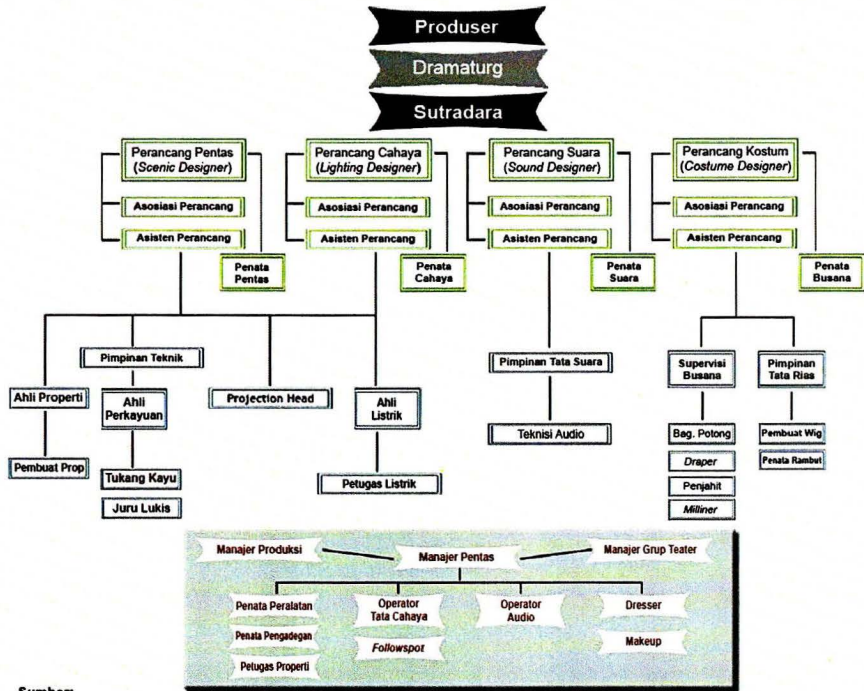 Produser
Dramaturg
Sutradara
Perancang Pentas
(Scenic Designer)
Perancang Cahaya
(Lighting Designer)
Perancang Suara
(Sound Designer)
Perancang Kostum
(Costume Designer)
Asosiasi Perancang
Asosiasi Perancang
Asosiasi Perancang
Asosiasi Perancang
Asisten Perancang
Asisten Perancang
Asisten Perancang
Asisten Perancang
Penata
Pentas
Penata
Cahaya
Penata
Suara
Penata
Busana
Pimpinan Teknik
Pimpinan Tata Suara
Supervisi
Busana
Pimpinan
Tata Rias
Ahli Properti
Ahli
Perkayuan
Projection Head
Ahli
Listrik
Teknisi Audio
Bag. Potong
Pembuat Wig
Pembuat Prop
Tukang Kayu
Petugas Listrik
Draper
Penata Rambut
Juru Lukis
Penjahit
Milliner
Manajer Produksi
Manajer Pentas
Manajer Grup Teater
Penata Peralatan
Operator
Tata Cahaya
Operator
Audio
Dresser
Penata Pengadegan
Followspot
Makeup
Petugas Properti